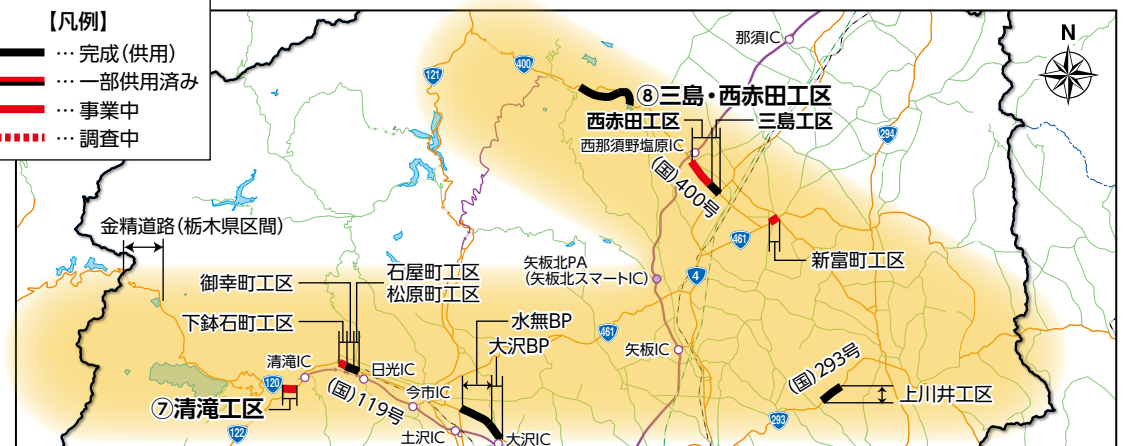 【凡例】
… 完成(供用)
… 一部供用済み
… 事業中
… 調査中
N
那須IC
121
400
⑧三島・西赤田工区
西赤田工区
三島工区
西那須野塩原IC
294
(国)400号
金精道路(栃木県区間)
461
新富町工区
矢板北PA
(矢板北スマートIC)
4
御幸町工区
石屋町工区
松原町工区
下鉢石町工区
水無BP
461
大沢BP
矢板IC
清滝IC
日光IC
120
(国)119号
今市IC
(国)293号
上川井工区
⑦清滝工区
293
122
土沢IC
大沢IC